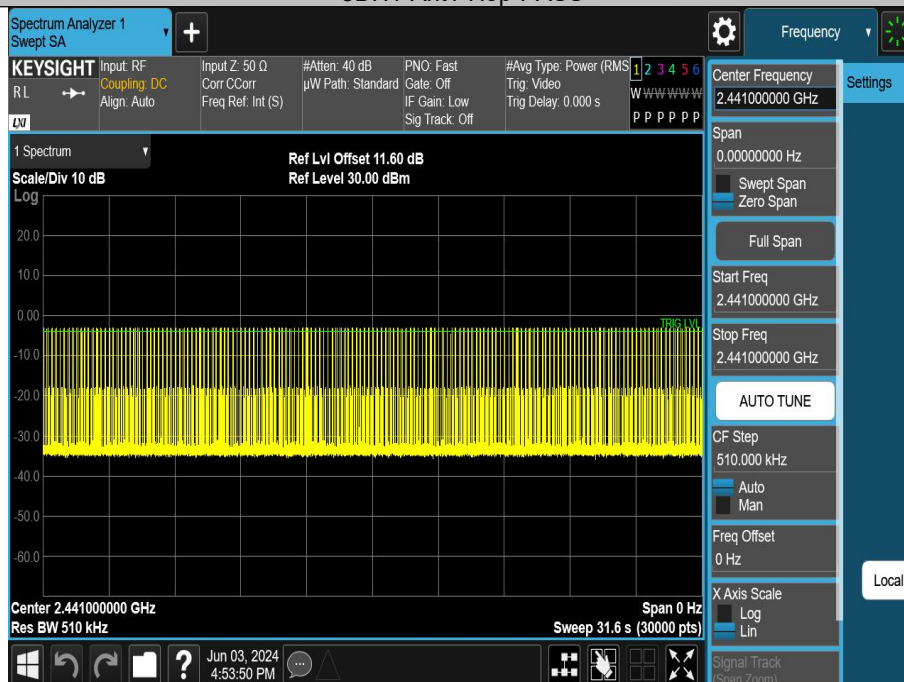 Spectrum Analyzer 1
Swept SA
Frequency
KEYSIGHT
R L
LXI
Input: RF
Coupling: DC
Align: Auto
Input Z: 50 Ω
Corr CCorr
Freq Ref: Int (S)
#Atten: 40 dB
µW Path: Standard
PNO: Fast
Gate: Off
IF Gain: Low
Sig Track: Off
#Avg Type: Power (RMS
Trig: Video
Trig Delay: 0.000 s
1 2 3 4 5 6
W W W W W W
P P P P P P
Center Frequency
2.441000000 GHz
Settings
Span
0.00000000 Hz
Swept Span
Zero Span
Full Span
Start Freq
2.441000000 GHz
Stop Freq
2.441000000 GHz
AUTO TUNE
CF Step
510.000 kHz
Auto
Man
Freq Offset
0 Hz
X Axis Scale
Log
Lin
Signal Track
(Span Zoom)
Local
1 Spectrum
Scale/Div 10 dB
Ref Lvl Offset 11.60 dB
Ref Level 30.00 dBm
Log
20.0
10.0
0.00
TRIG LVL
-10.0
-20.0
-30.0
-40.0
-50.0
-60.0
Center 2.441000000 GHz
Span 0 Hz
Res BW 510 kHz
Sweep 31.6 s (30000 pts)
Jun 03, 2024
4:53:50 PM